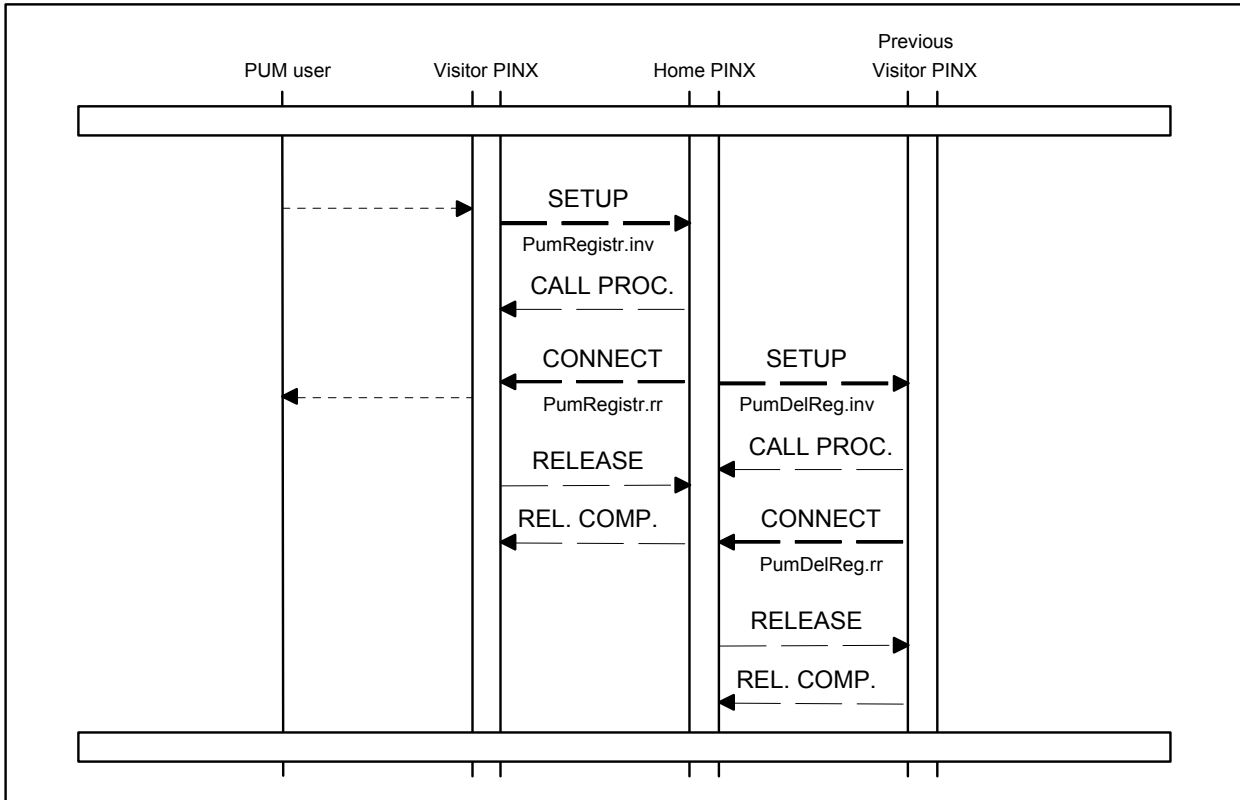 Previous
PUM user Visitor PINX Home PINX Visitor PINX
SETUP
PumRegistr.inv
CALL PROC.
CONNECT SETUP
PumRegistr.rr PumDelReg.inv
CALL PROC.
RELEASE
REL. COMP. CONNECT
PumDelReg.rr
RELEASE
REL. COMP.